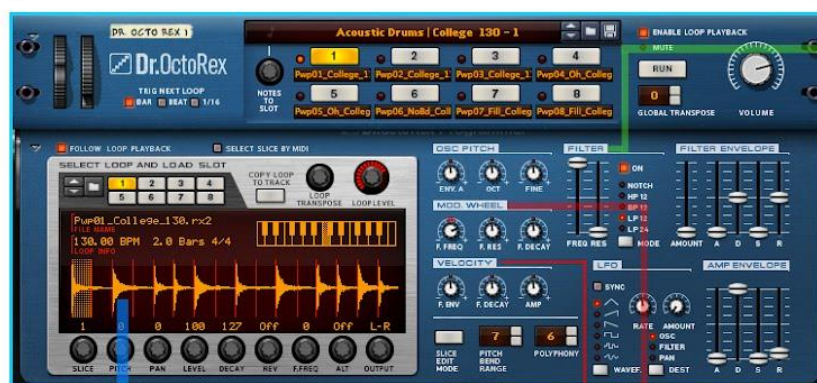 DR. OCTO REX 1
Acoustic Drums | College 130 - 1
ENABLE LOOP PLAYBACK
MUTE
Dr.OctoRex
1 2 3 4
Pwp01_College_1 Pwp02_College_1 Pwp03_College_1 Pwp04_Oh_Colleg
RUN
NOTES TO SLOT
TRIG NEXT LOOP
BAR BEAT 1/16
5 6 7 8
Pwp05_Oh_Colleg Pwp06_NoBd_Coll Pwp07_Fill_Colleg Pwp08_Fill_Colleg
0
GLOBAL TRANSPOSE
VOLUME
FOLLOW LOOP PLAYBACK
SELECT SLICE BY MIDI
OSC PITCH
FILTER
FILTER ENVELOPE
SELECT LOOP AND LOAD SLOT
COPY LOOP TO TRACK
1 2 3 4
5 6 7 8
LOOP TRANSPOSE
LOOP LEVEL
ENV. A OCT FINE
ON
NOTCH
HP 12
BP 12
LP 12
LP 24
MOD. WHEEL
Pwp01_College_130.rx2
FILE NAME
130.00 BPM 2.0 Bars 4/4
LOOP INFO
F. FREQ F. RES F. DECAY
FREQ RES MODE
AMOUNT A D S R
VELOCITY
LFO
AMP ENVELOPE
SYNC
F. ENV F. DECAY AMP
RATE AMOUNT
1 0 0 100 127 Off 0 Off L-R
OSC
FILTER
PAN
7 6
SLICE EDIT MODE
PITCH BEND RANGE
POLYPHONY
WAVEF. DEST
A D S R
SLICE PITCH PAN LEVEL DECAY REV F.FREQ ALT OUTPUT